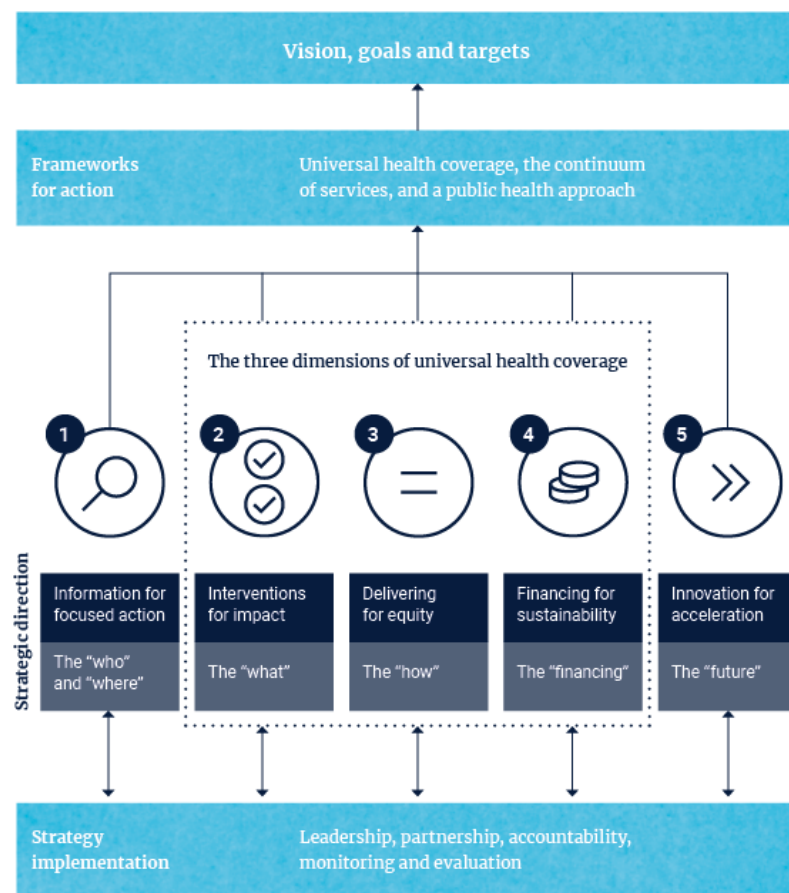 Vision, goals and targets
Frameworks
for action
Universal health coverage, the continuum
of services, and a public health approach
The three dimensions of universal health coverage
1
2
3
4
5
Strategic direction
Information for
focused action
The “who”
and “where”
Interventions
for impact
The “what”
Delivering
for equity
The “how”
Financing for
sustainability
The “financing”
Innovation for
acceleration
The “future”
Strategy
implementation
Leadership, partnership, accountability,
monitoring and evaluation